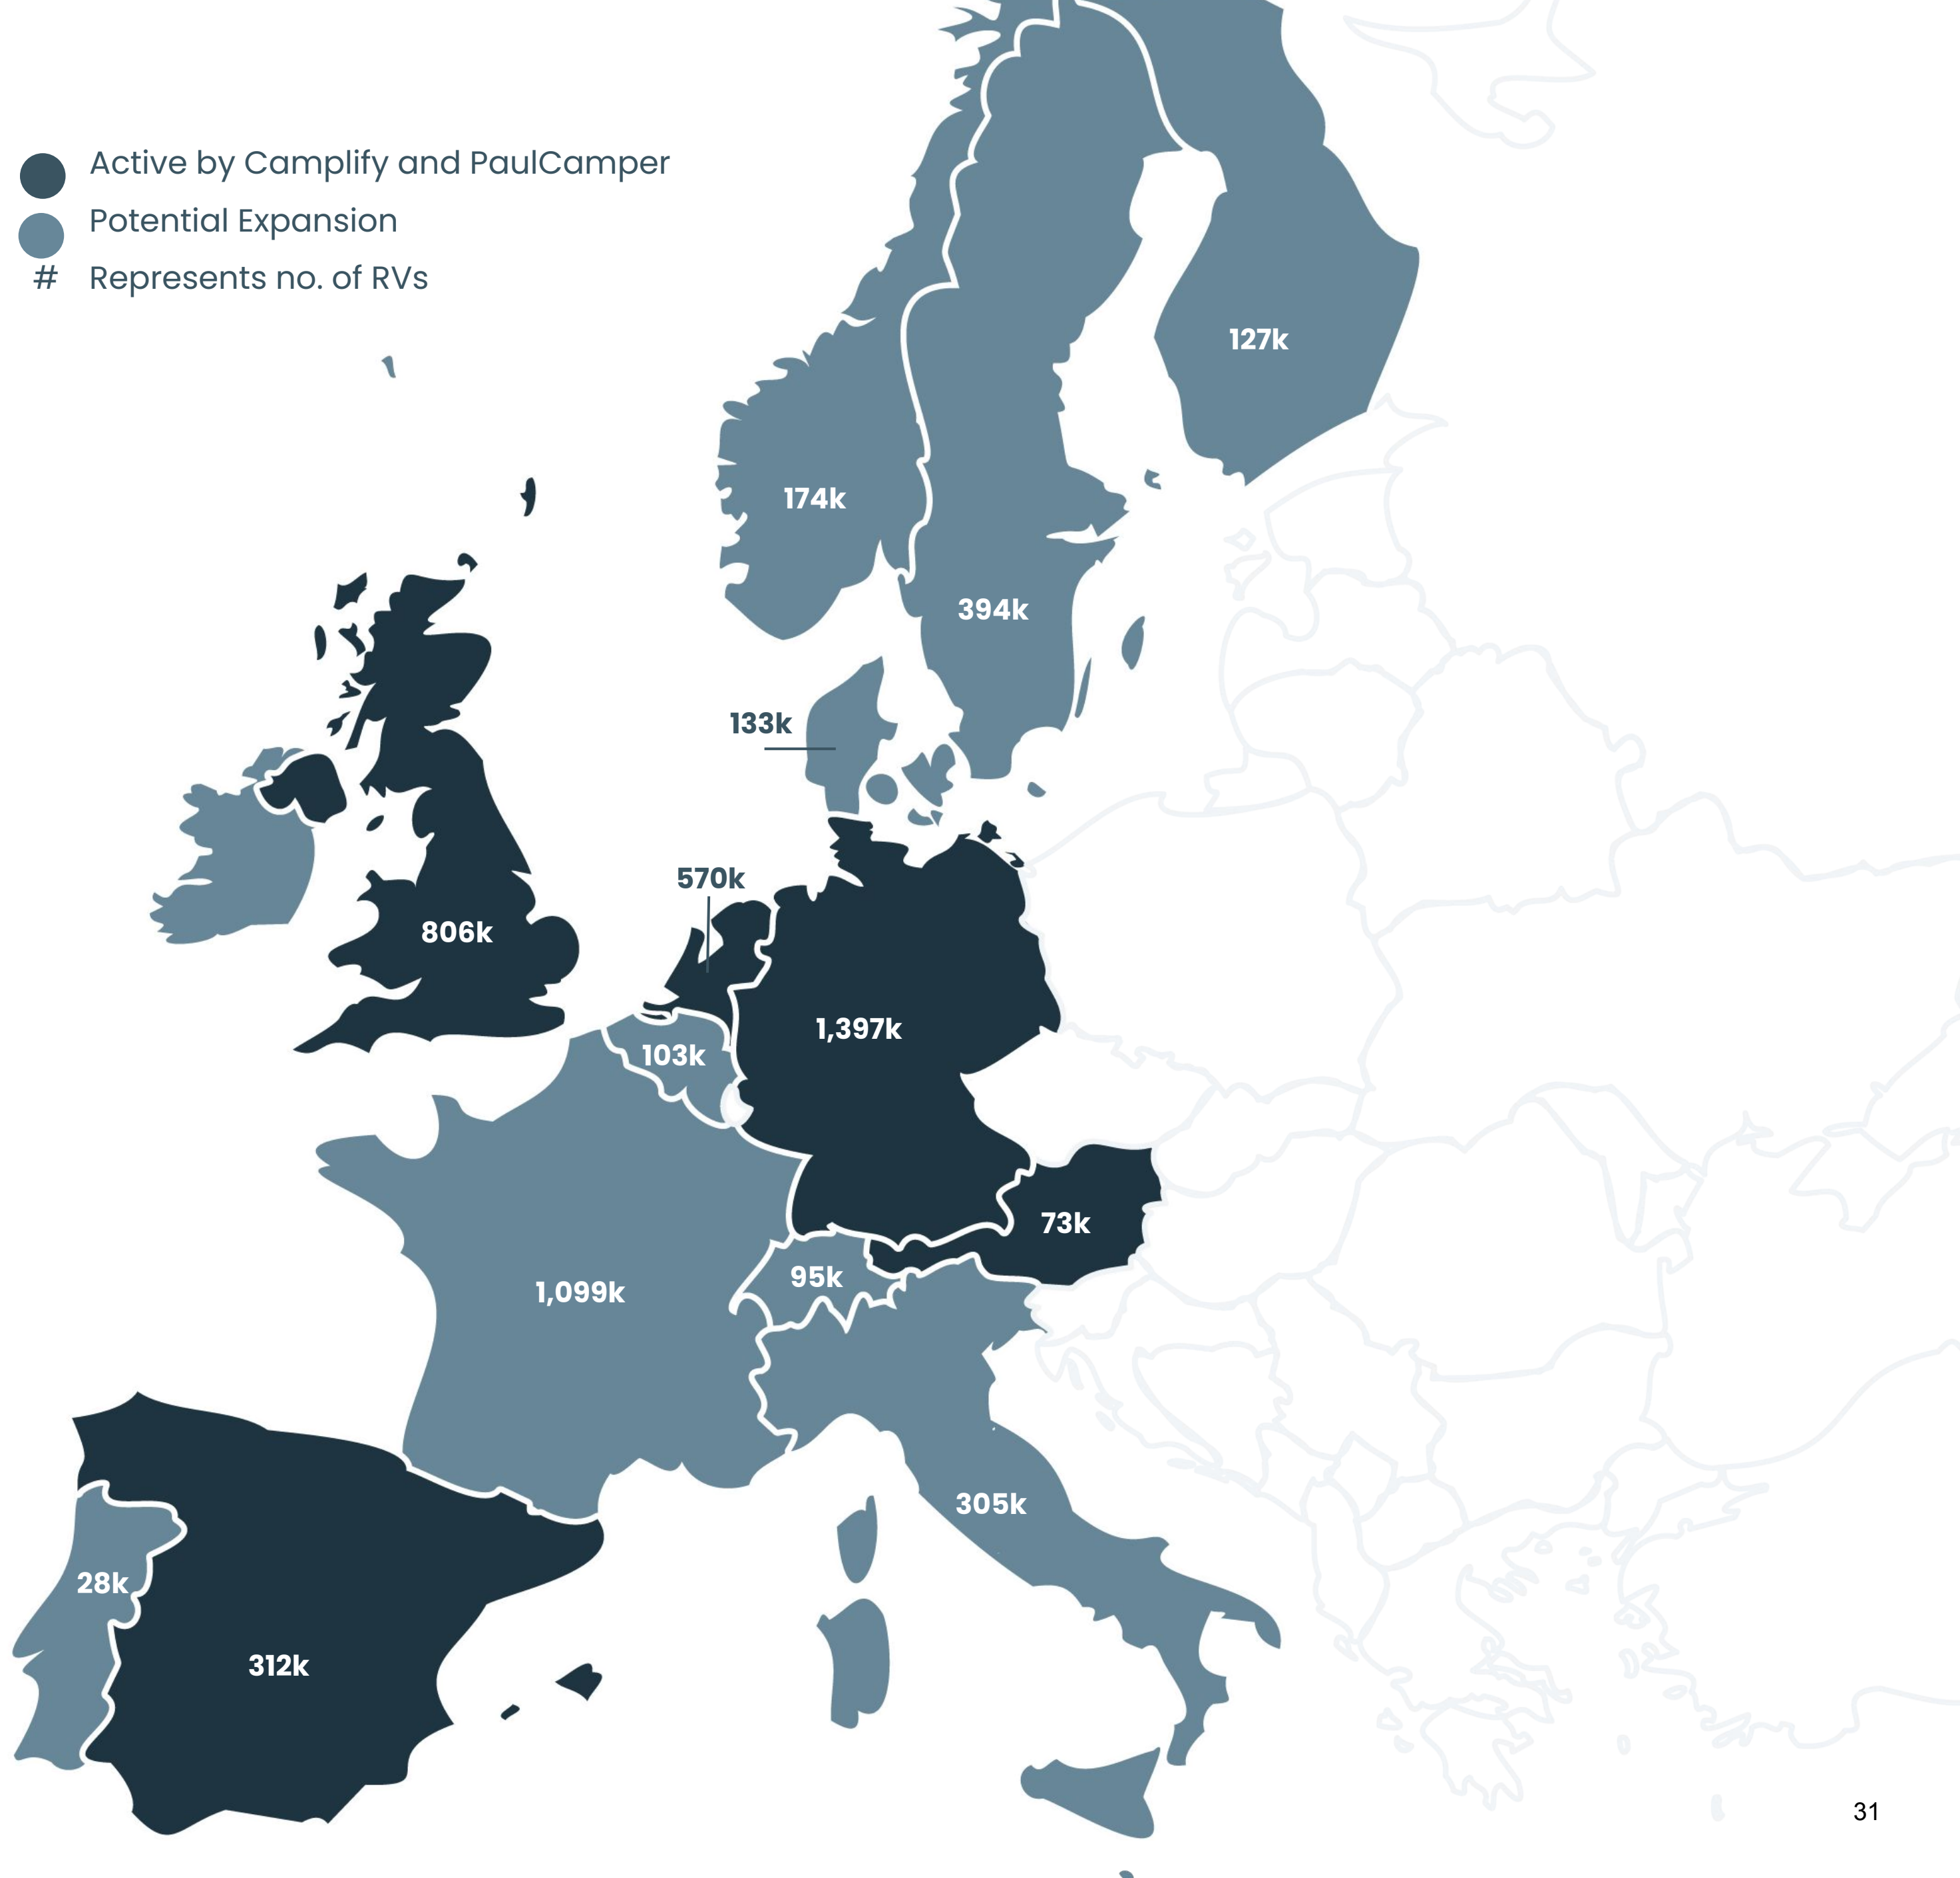 Active by Camplify and PaulCamper
Potential Expansion
# Represents no. of RVs
127k
174k
394k
133k
570k
806k
1,397k
103k
73k
95k
1,099k
305k
28k
312k
31